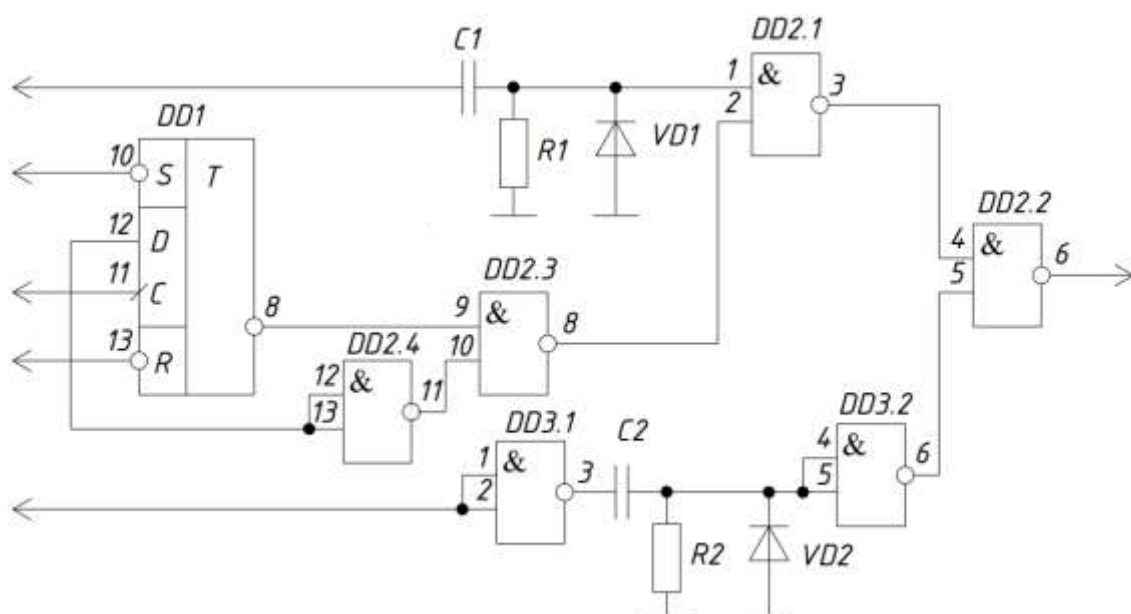 DD2.1
C1
1 & 3
2
DD1
R1 VD1
10 S T
DD2.2
12 D
4 & 6
11 C
DD2.3
5
8 9 & 8
13 R
DD2.4
10
12 & 11
13
DD3.1 C2 DD3.2
1 & 3
4 & 6
2
5
R2 VD2